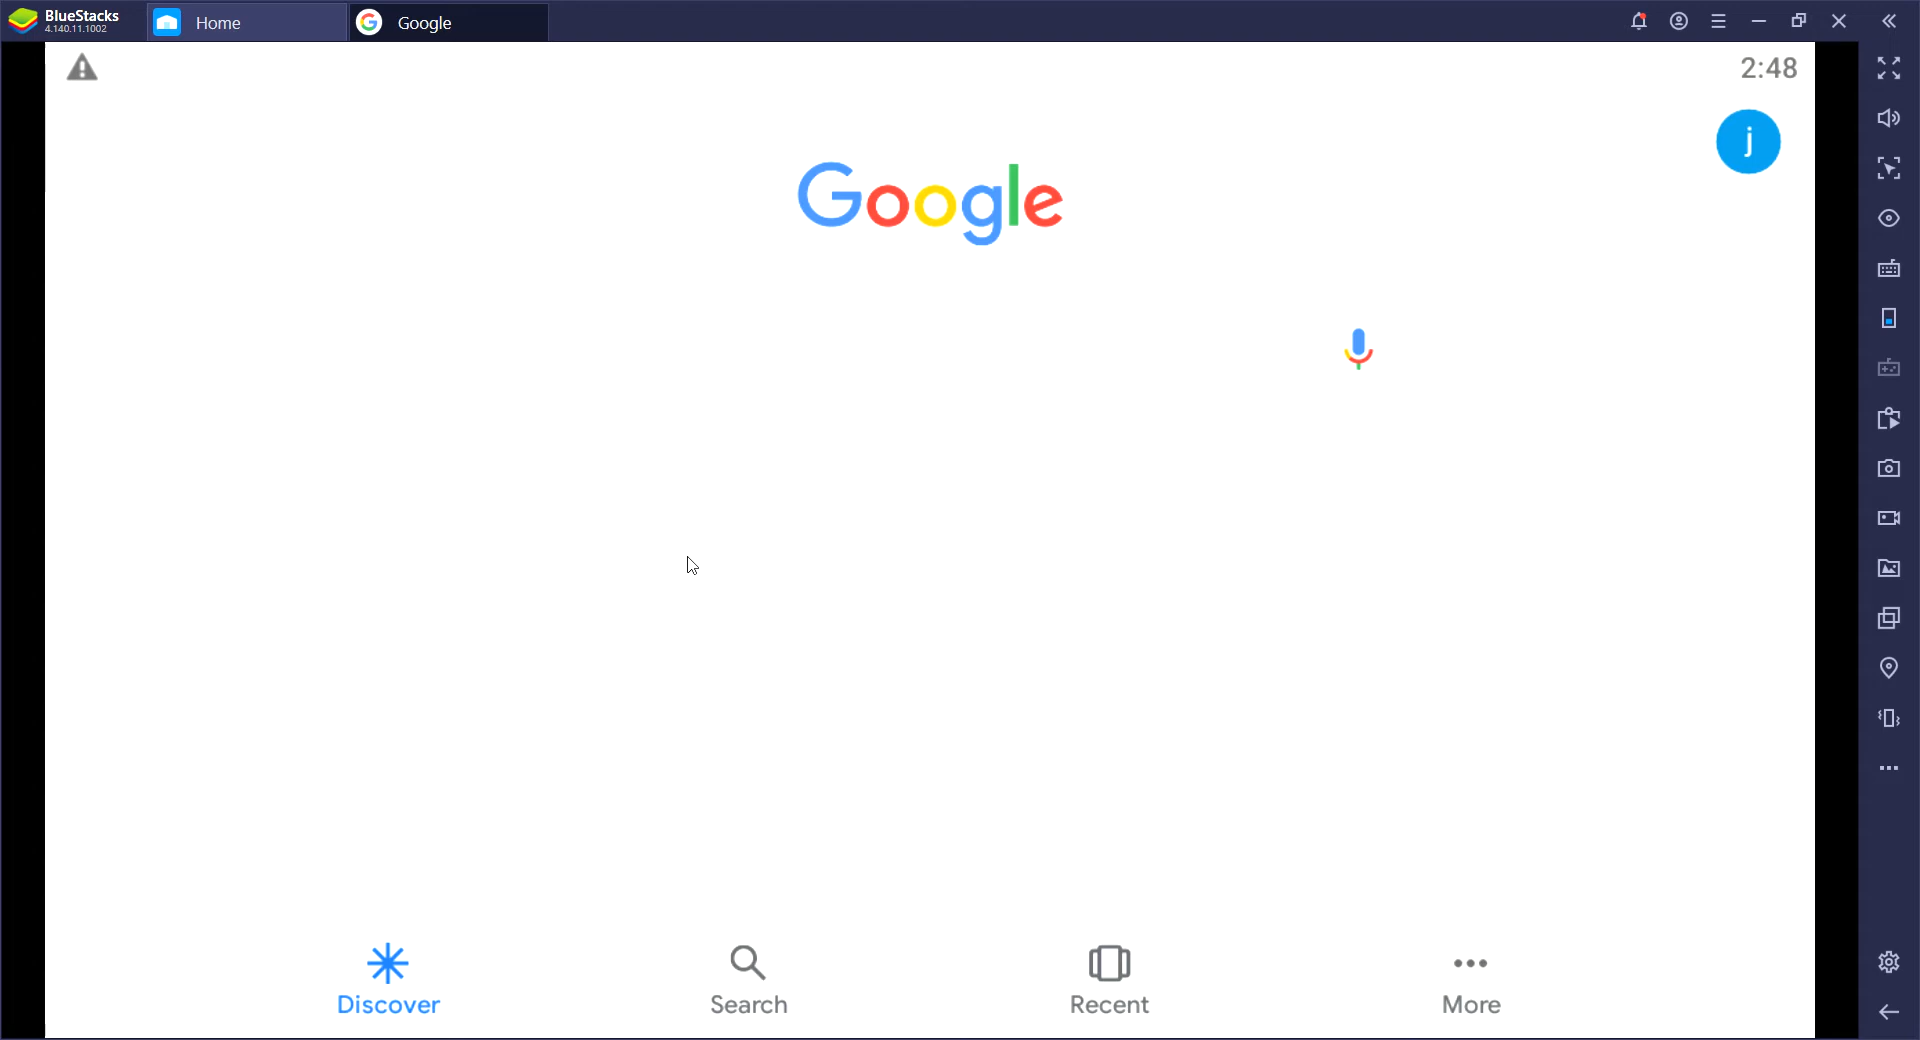 BlueStacks
4.140.11.1002
Home
Google
2:48
j
Google
Discover
Search
Recent
More